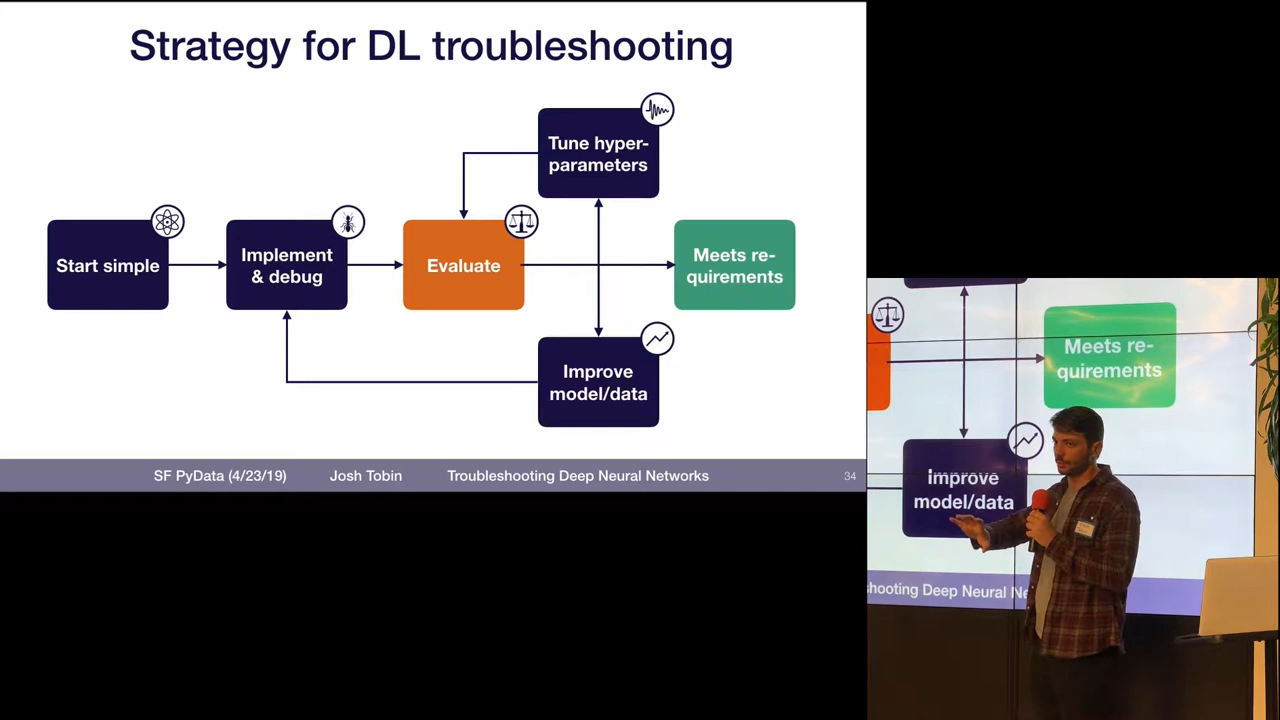 Strategy for DL troubleshooting
Tune hyper-
parameters
Start simple
Implement
& debug
Evaluate
Meets re-
quirements
Improve
model/data
SF PyData (4/23/19) Josh Tobin Troubleshooting Deep Neural Networks 34
Meets re-
quirements
Improve
model/data
shooting Deep Neural Ne